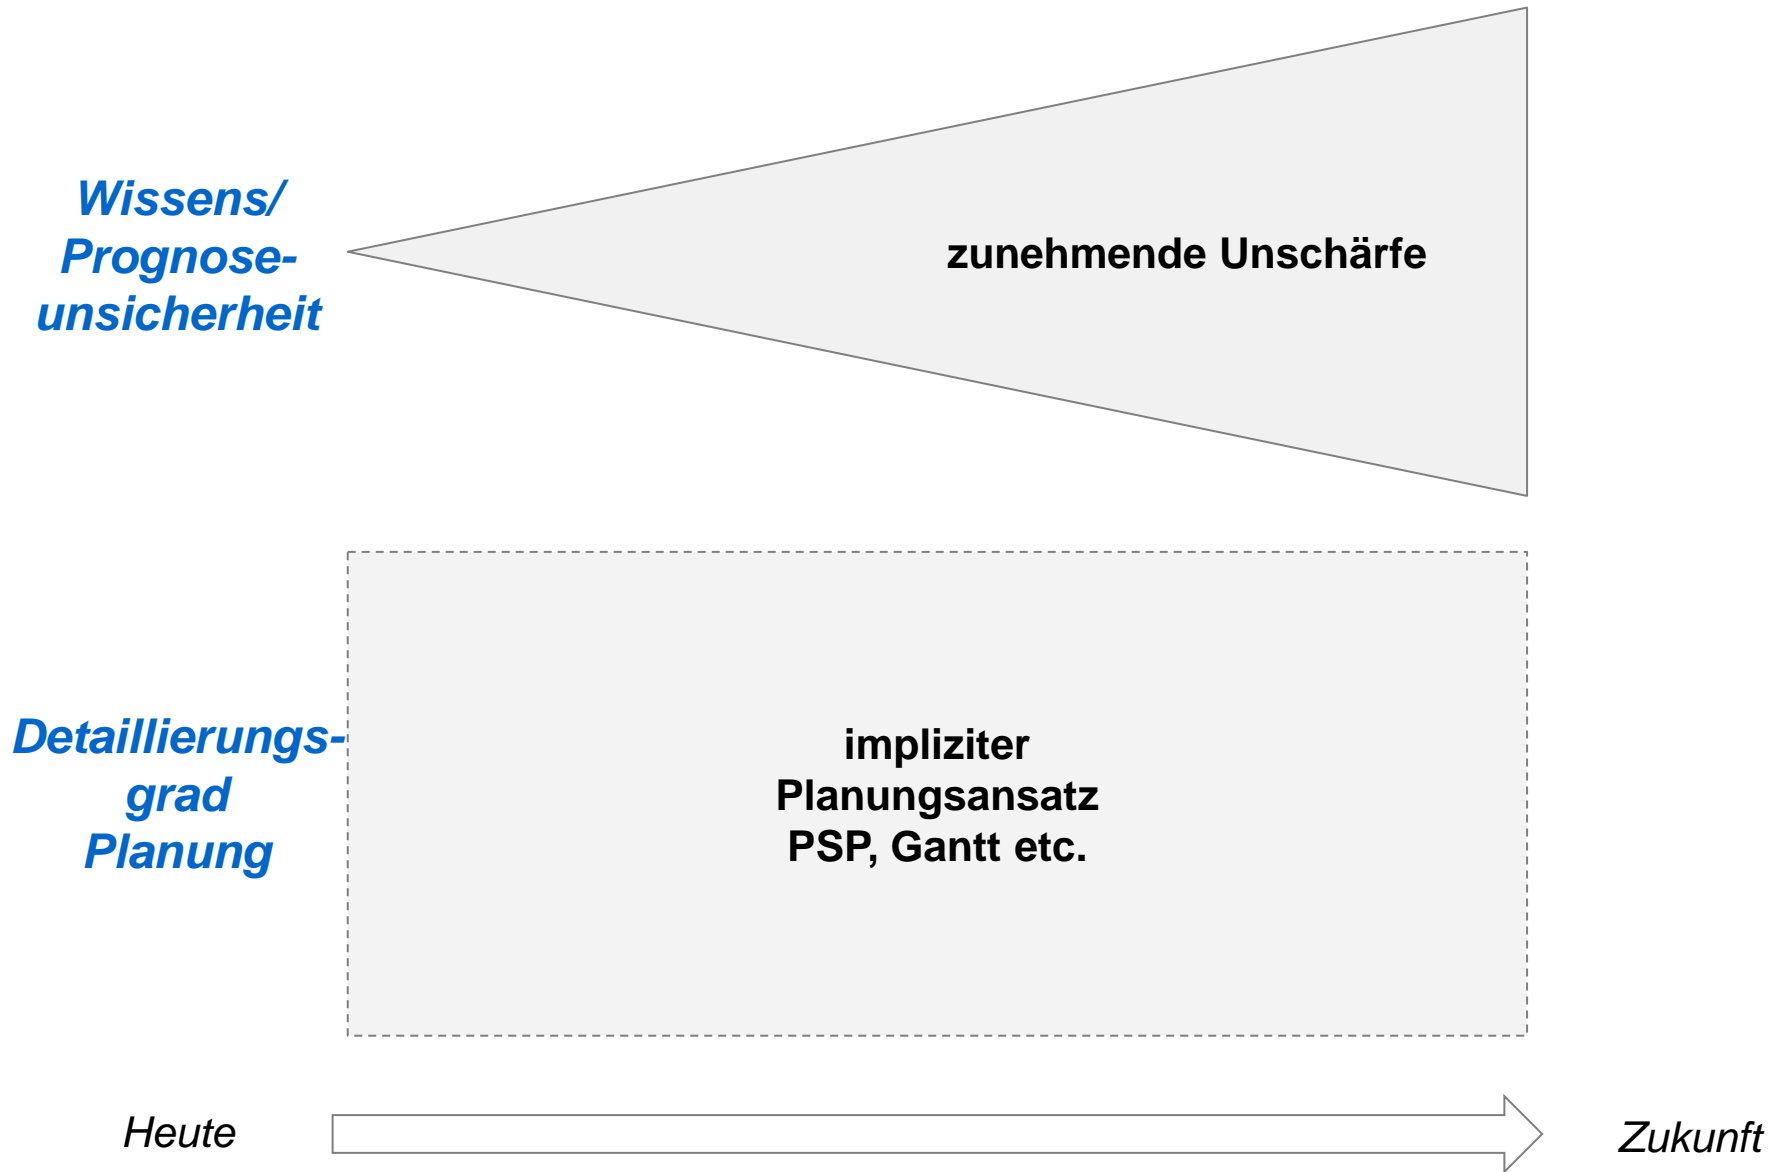 Wissens/
Prognose-
unsicherheit
zunehmende Unschärfe
Detaillierungs-
grad
Planung
impliziter
Planungsansatz
PSP, Gantt etc.
Heute
Zukunft